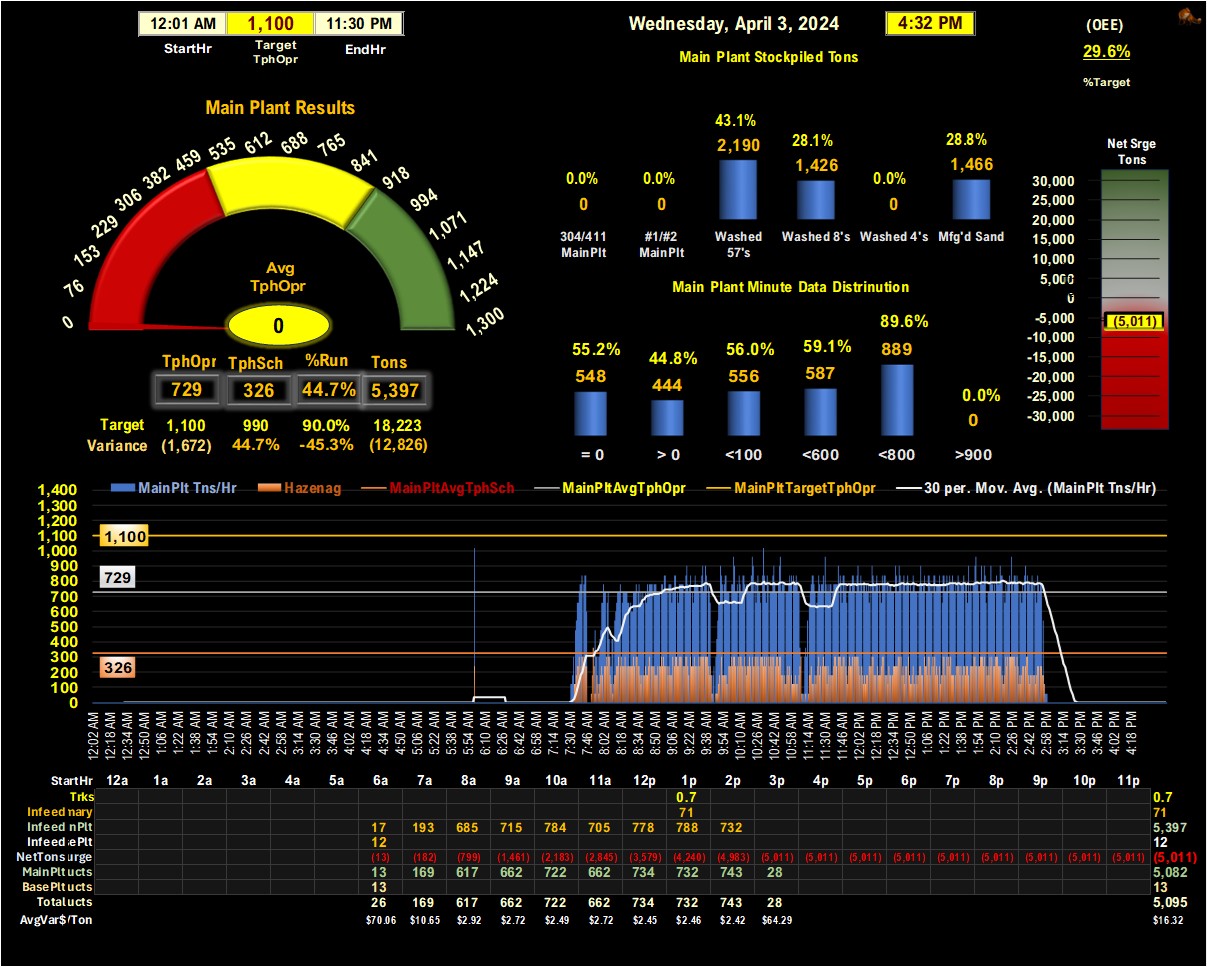 12:01 AM 1,100 11:30 PM
StartHr Target TphOpr EndHr
Wednesday, April 3, 2024 4:32 PM
(OEE)
29.6%
%Target
Main Plant Stockpiled Tons
Main Plant Results
0 76 153 229 306 382 459 535 612 688 765 841 918 994 1,071 1,147 1,224 1,300
Avg
TphOpr
0
TphOpr TphSch %Run Tons
729 326 44.7% 5,397
Target 1,100 990 90.0% 18,223
Variance (1,672) 44.7% -45.3% (12,826)
0.0% 0.0% 43.1% 28.1% 0.0% 28.8%
0 0 2,190 1,426 0 1,466
304/411 MainPlt #1/#2 MainPlt Washed 57's Washed 8's Washed 4's Mfg'd Sand
Main Plant Minute Data Distrinution
55.2% 44.8% 56.0% 59.1% 89.6% 0.0%
548 444 556 587 889 0
= 0 > 0 <100 <600 <800 >900
Net Srge
Tons
30,000
25,000
20,000
15,000
10,000
5,000
0
-5,000
(5,011)
-10,000
-15,000
-20,000
-25,000
-30,000
MainPlt Tns/Hr Hazenag MainPltAvgTphSch MainPltAvgTphOpr MainPltTargetTphOpr 30 per. Mov. Avg. (MainPlt Tns/Hr)
1,400
1,300
1,200
1,100
1,000
900
800
700
600
500
400
300
200
100
0
1,100
729
326
12:02 AM 12:18 AM 12:34 AM 12:50 AM 1:06 AM 1:22 AM 1:38 AM 1:54 AM 2:10 AM 2:26 AM 2:42 AM 2:58 AM 3:14 AM 3:30 AM 3:46 AM 4:02 AM 4:18 AM 4:34 AM 4:50 AM 5:06 AM 5:22 AM 5:38 AM 5:54 AM 6:10 AM 6:26 AM 6:42 AM 6:58 AM 7:14 AM 7:30 AM 7:46 AM 8:02 AM 8:18 AM 8:34 AM 8:50 AM 9:06 AM 9:22 AM 9:38 AM 9:54 AM 10:10 AM 10:26 AM 10:42 AM 10:58 AM 11:14 AM 11:30 AM 11:46 AM 12:02 PM 12:18 PM 12:34 PM 12:50 PM 1:06 PM 1:22 PM 1:38 PM 1:54 PM 2:10 PM 2:26 PM 2:42 PM 2:58 PM 3:14 PM 3:30 PM 3:46 PM 4:02 PM 4:18 PM
StartHr 12a 1a 2a 3a 4a 5a 6a 7a 8a 9a 10a 11a 12p 1p 2p 3p 4p 5p 6p 7p 8p 9p 10p 11p
Trks 0.7 0.7
Infeed mary 71 71
Infeed nPlt 17 193 685 715 784 705 778 788 732 5,397
Infeed ePlt 12 12
NetTons urge (13) (182) (799) (1,461) (2,183) (2,845) (3,579) (4,240) (4,983) (5,011) (5,011) (5,011) (5,011) (5,011) (5,011) (5,011) (5,011) (5,011) (5,011)
MainPlt ucts 13 169 617 662 722 662 734 732 743 28 5,082
BasePlt ucts 13 13
Total ucts 26 169 617 662 722 662 734 732 743 28 5,095
AvgVar$/Ton $70.06 $10.65 $2.92 $2.72 $2.49 $2.72 $2.45 $2.46 $2.42 $64.29 $16.32